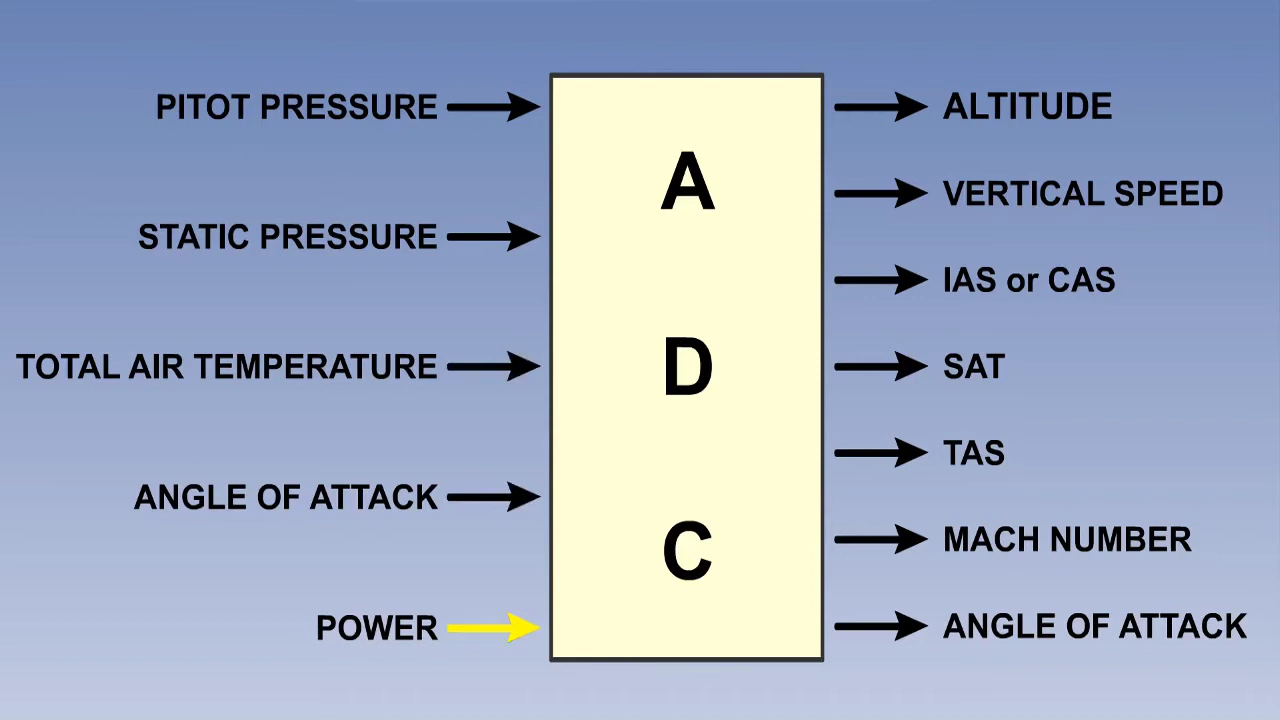 PITOT PRESSURE
STATIC PRESSURE
TOTAL AIR TEMPERATURE
ANGLE OF ATTACK
POWER
A
D
C
ALTITUDE
VERTICAL SPEED
IAS or CAS
SAT
TAS
MACH NUMBER
ANGLE OF ATTACK